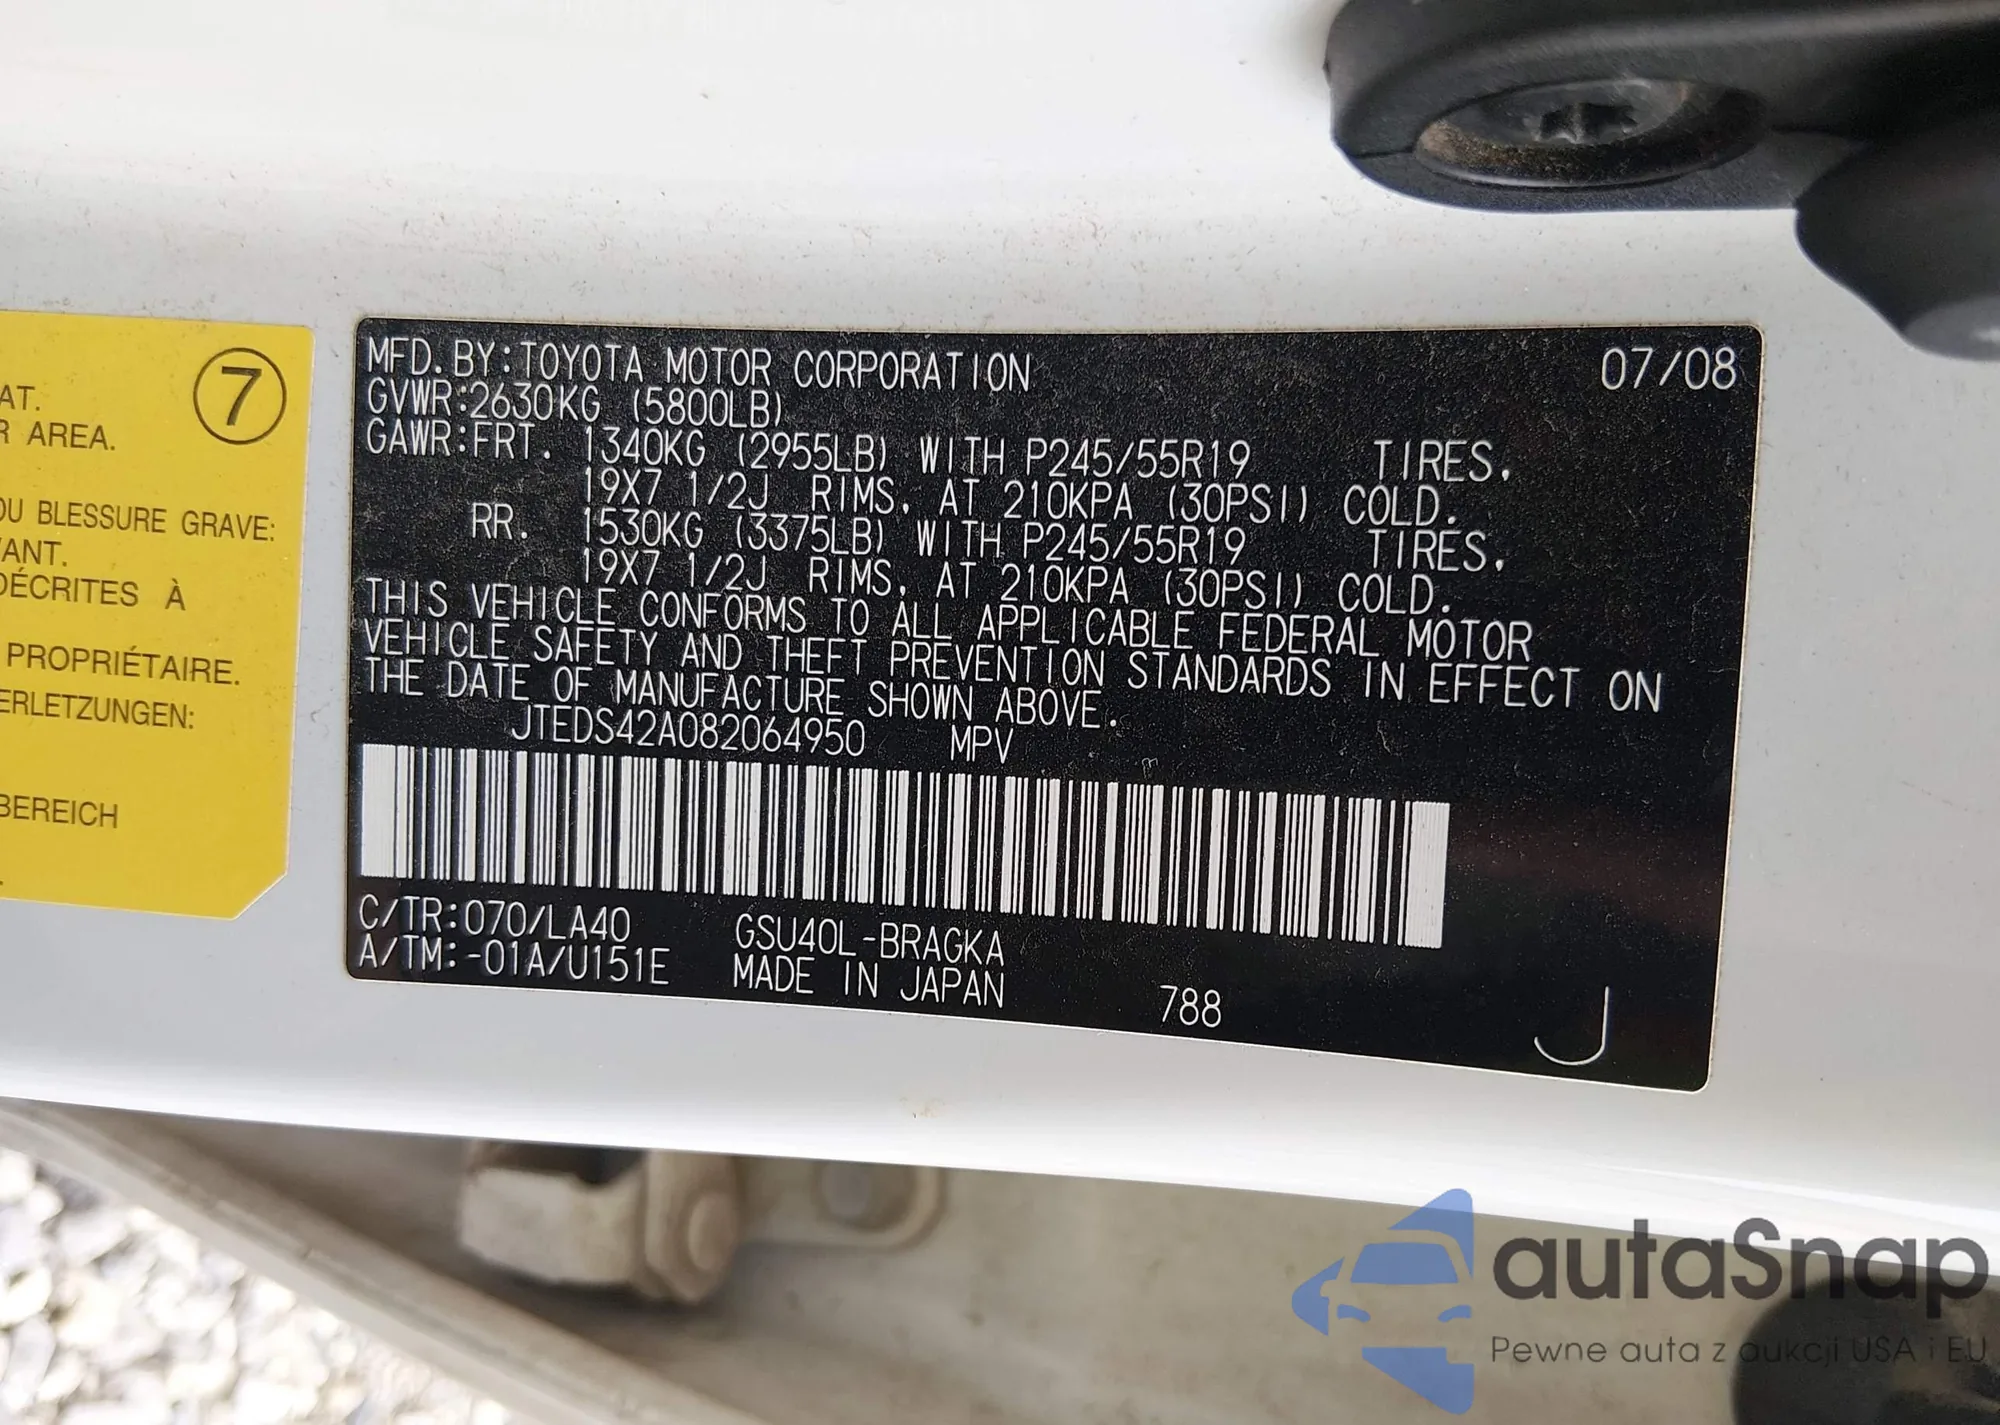 AT.
R AREA.
7
OU BLESSURE GRAVE:
VANT.
DÉCRITES À
PROPRIÉTAIRE.
ERLETZUNGEN:
BEREICH
MFD. BY: TOYOTA MOTOR CORPORATION 07/08
GVWR: 2630KG (5800LB)
GAWR: FRT. 1340KG (2955LB) WITH P245/55R19 TIRES,
19X7 1/2J RIMS, AT 210KPA (30PSI) COLD.
RR. 1530KG (3375LB) WITH P245/55R19 TIRES,
19X7 1/2J RIMS, AT 210KPA (30PSI) COLD.
THIS VEHICLE CONFORMS TO ALL APPLICABLE FEDERAL MOTOR
VEHICLE SAFETY AND THEFT PREVENTION STANDARDS IN EFFECT ON
THE DATE OF MANUFACTURE SHOWN ABOVE.
JTEDS42A082064950 MPV
C/TR: 070/LA40 GSU40L-BRAGKA
A/TM: -01A/U151E MADE IN JAPAN 788
J
autoSnap
Pewne auta z aukcji USA i EU